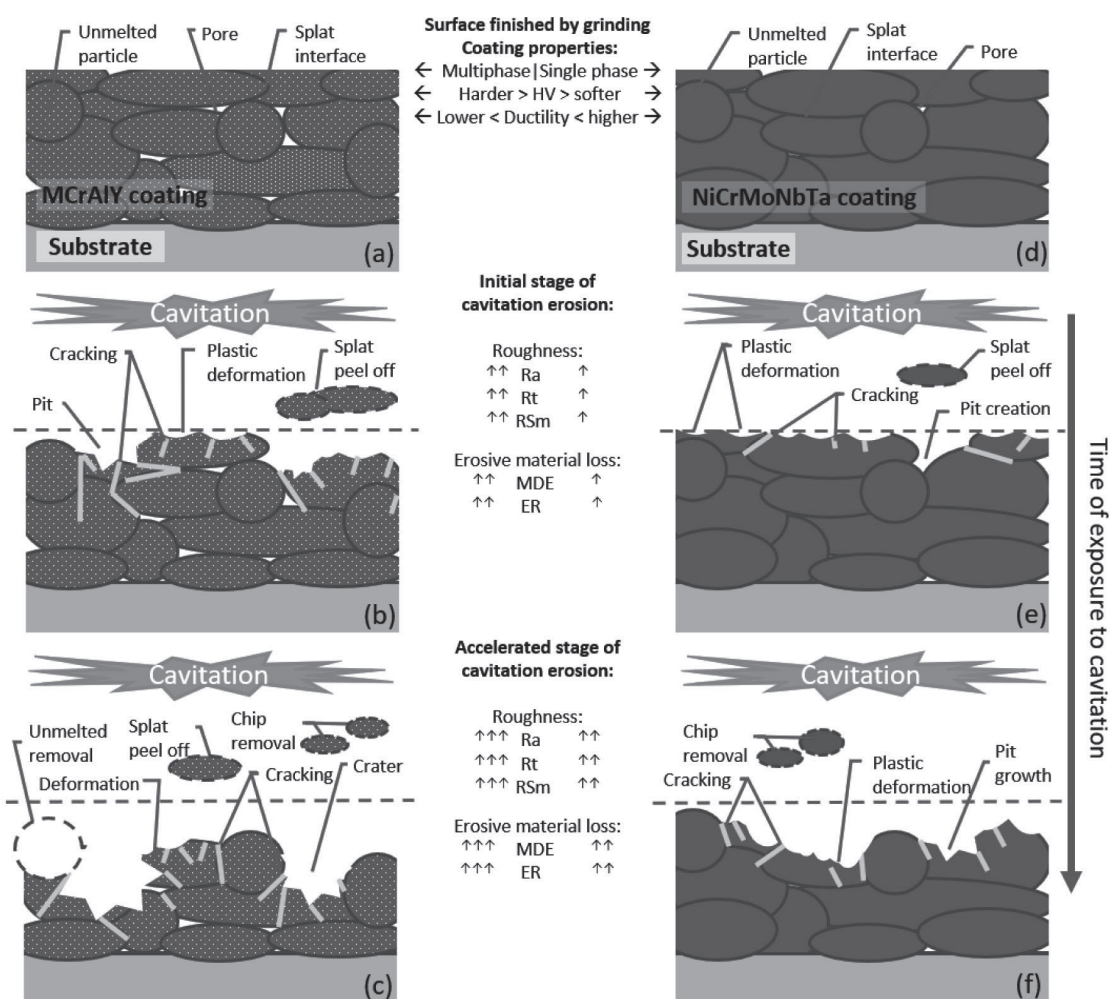 Unmelted
particle
Pore
Splat
interface
MCrAlY coating
Substrate
(a)
Surface finished by grinding
Coating properties:
← Multiphase|Single phase →
← Harder > HV > softer →
← Lower < Ductility < higher →
Unmelted
particle
Splat
interface
Pore
NiCrMoNbTa coating
Substrate
(d)
Cavitation
Cracking
Plastic
deformation
Splat
peel off
Pit
(b)
Initial stage of
cavitation erosion:
Roughness:
↑↑ Ra ↑
↑↑ Rt ↑
↑↑ RSm ↑
Erosive material loss:
↑↑ MDE ↑
↑↑ ER ↑
Cavitation
Plastic
deformation
Splat
peel off
Cracking
Pit creation
(e)
Cavitation
Unmelted
removal
Splat
peel off
Chip
removal
Deformation
Cracking
Crater
(c)
Accelerated stage of
cavitation erosion:
Roughness:
↑↑↑ Ra ↑↑
↑↑↑ Rt ↑↑
↑↑↑ RSm ↑↑
Erosive material loss:
↑↑↑ MDE ↑↑
↑↑↑ ER ↑↑
Cavitation
Chip
removal
Cracking
Plastic
deformation
Pit
growth
(f)
Time of exposure to cavitation